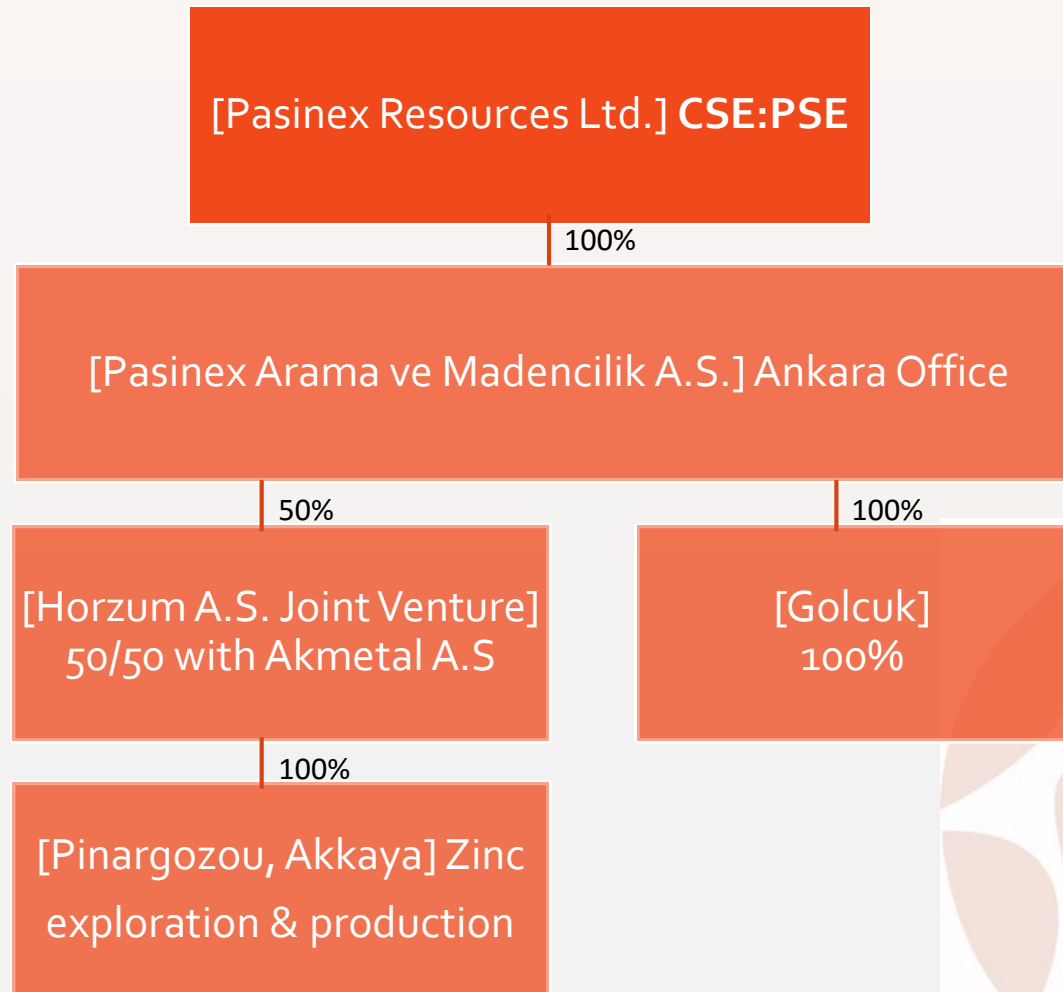 [Pasinex Resources Ltd.] CSE:PSE
100%
[Pasinex Arama ve Madencilik A.S.] Ankara Office
50%
100%
[Horzum A.S. Joint Venture]
50/50 with Akmetal A.S
[Golcuk]
100%
100%
[Pinargozou, Akkaya] Zinc
exploration & production